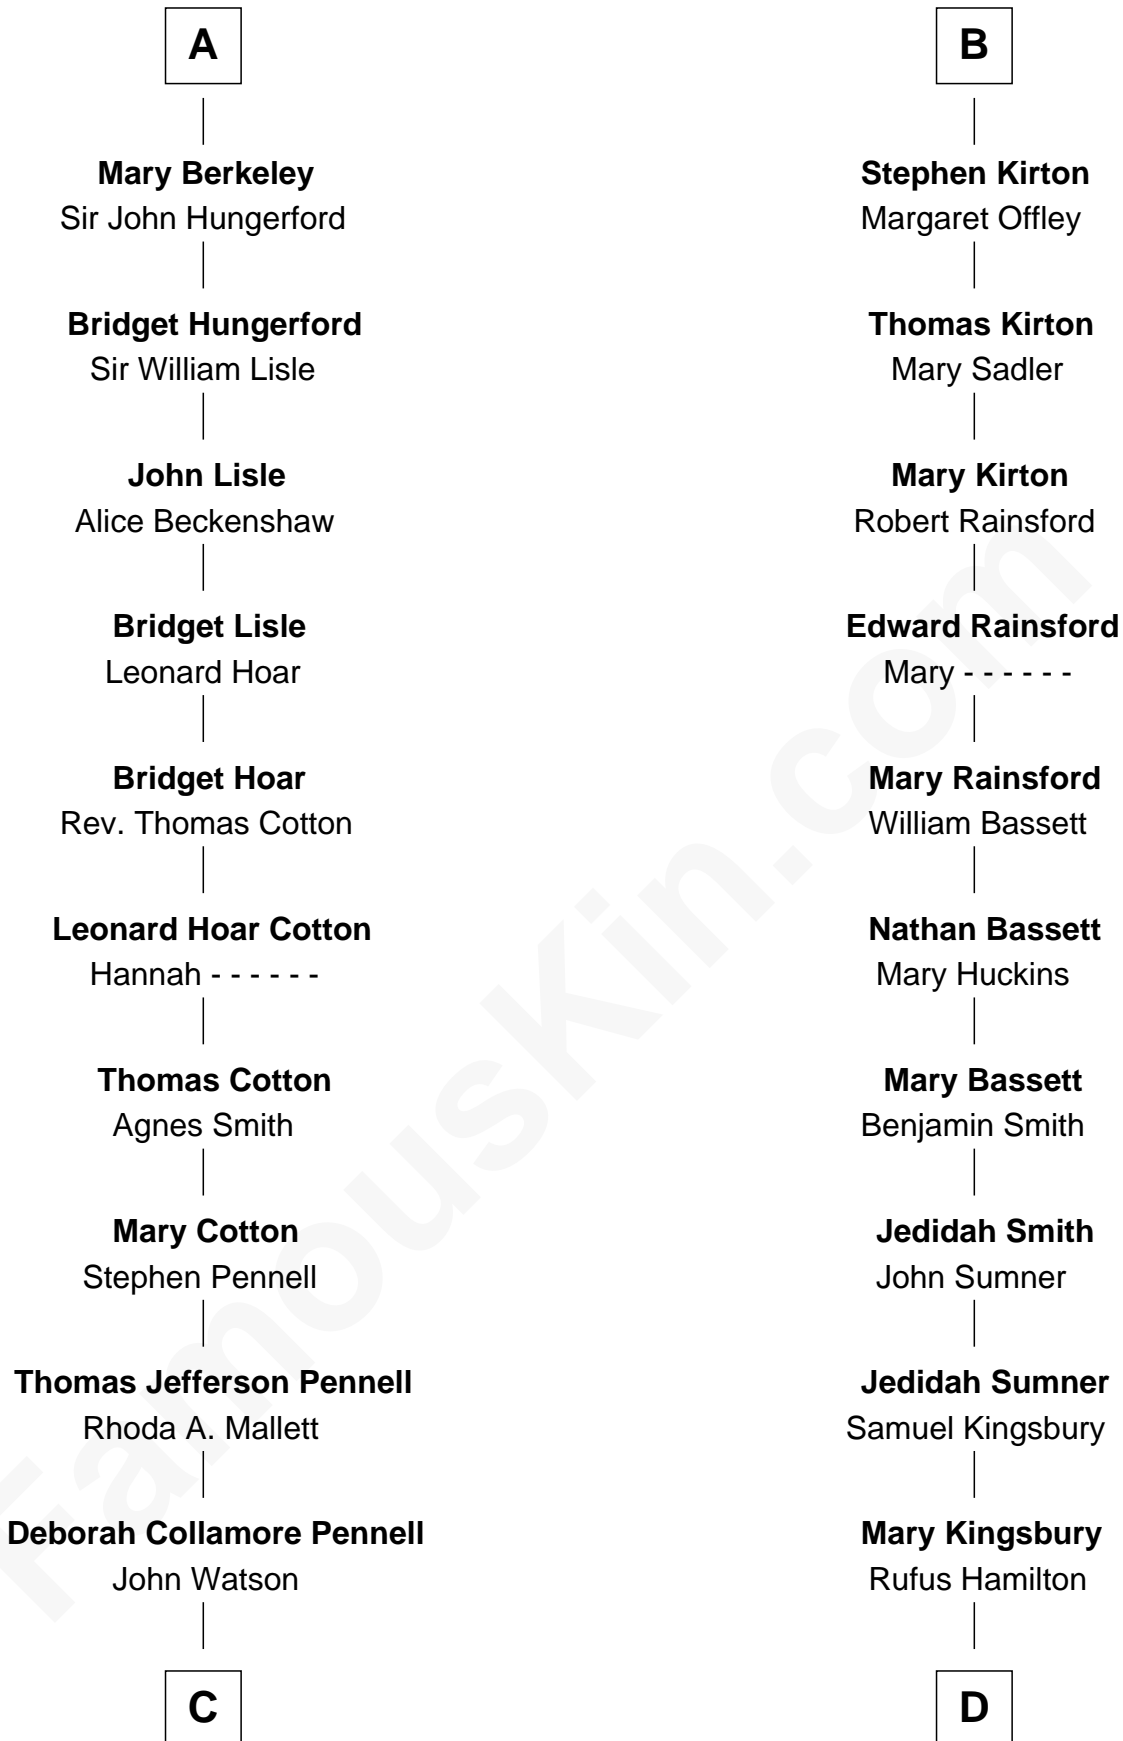 A
Mary Berkeley
Sir John Hungerford
Bridget Hungerford
Sir William Lisle
John Lisle
Alice Beckenshaw
Bridget Lisle
Leonard Hoar
Bridget Hoar
Rev. Thomas Cotton
Leonard Hoar Cotton
Hannah - - - - - -
Thomas Cotton
Agnes Smith
Mary Cotton
Stephen Pennell
Thomas Jefferson Pennell
Rhoda A. Mallett
Deborah Collamore Pennell
John Watson
C
B
Stephen Kirton
Margaret Offley
Thomas Kirton
Mary Sadler
Mary Kirton
Robert Rainsford
Edward Rainsford
Mary - - - - - -
Mary Rainsford
William Bassett
Nathan Bassett
Mary Huckins
Mary Bassett
Benjamin Smith
Jedidah Smith
John Sumner
Jedidah Sumner
Samuel Kingsbury
Mary Kingsbury
Rufus Hamilton
D
FamousKin.com